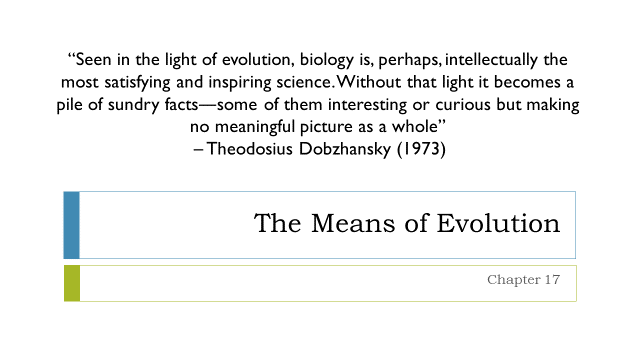 “Seen in the light of evolution, biology is, perhaps, intellectually the
most satisfying and inspiring science. Without that light it becomes a
pile of sundry facts—some of them interesting or curious but making
no meaningful picture as a whole”
– Theodosius Dobzhansky (1973)
The Means of Evolution
Chapter 17